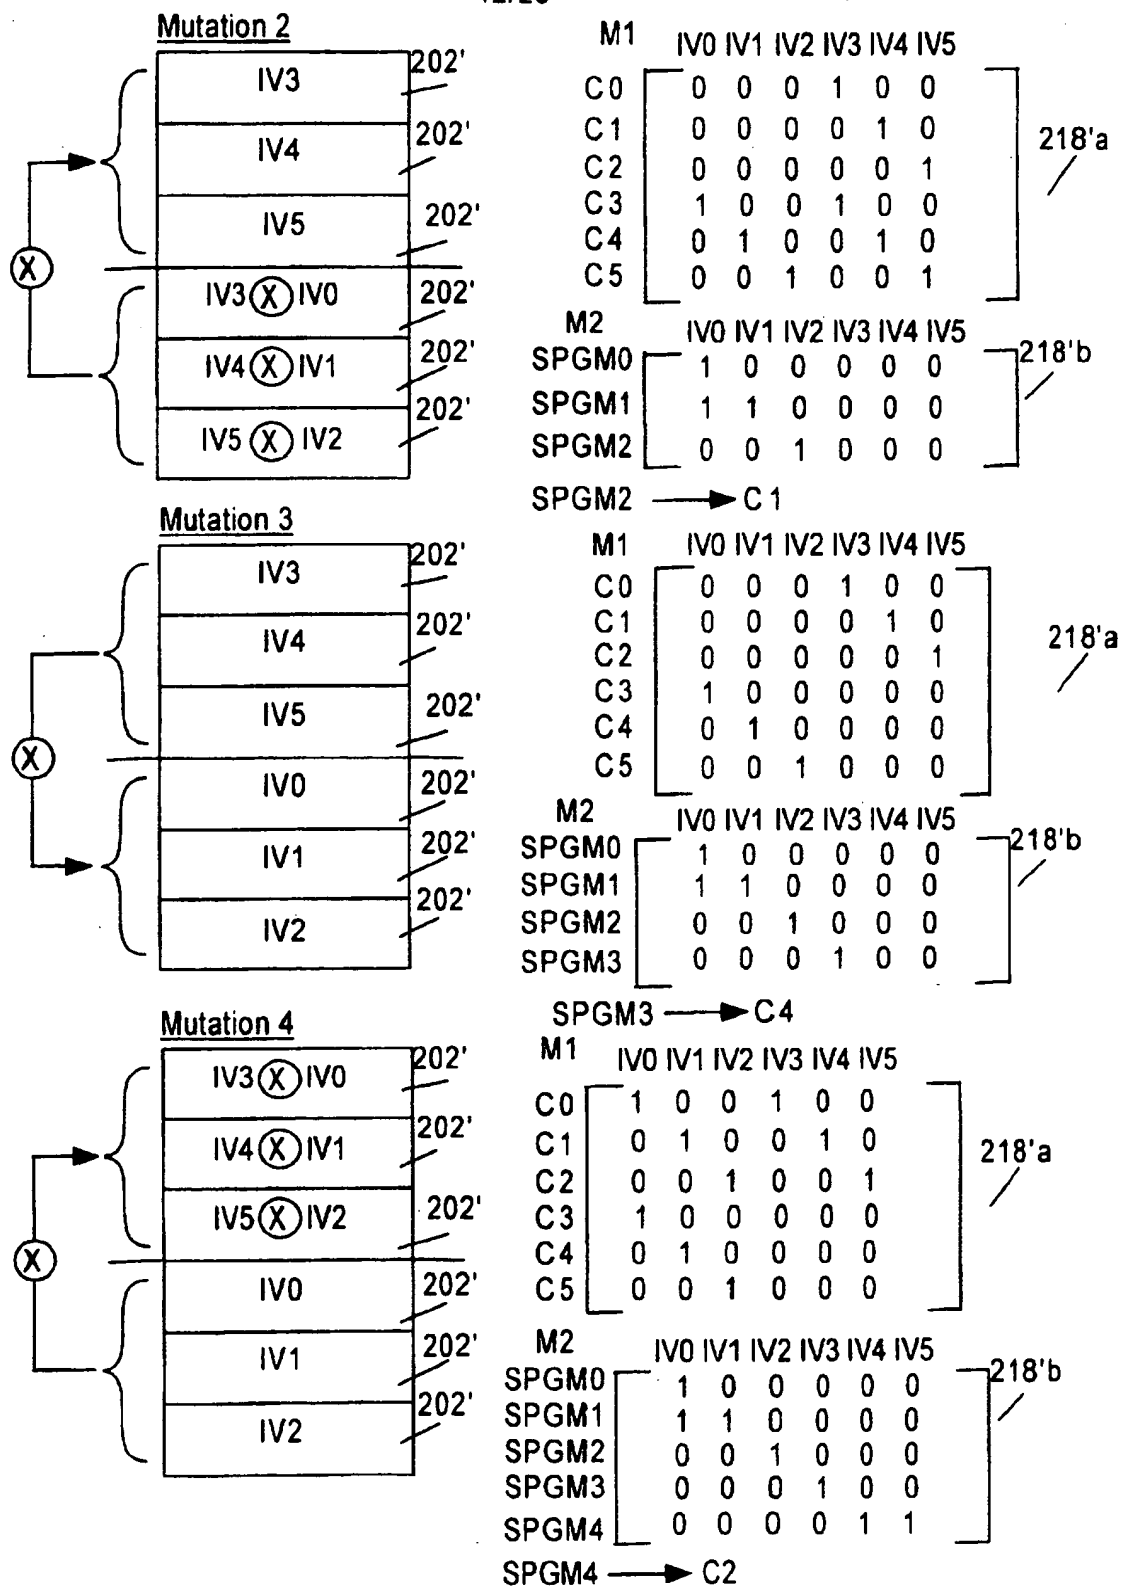 Mutation 2
IV3 202'
IV4 202'
IV5 202'
X
IV3 X IV0 202'
IV4 X IV1 202'
IV5 X IV2 202'
M1 IV0 IV1 IV2 IV3 IV4 IV5
C0 0 0 0 1 0 0
C1 0 0 0 0 1 0
C2 0 0 0 0 0 1
C3 1 0 0 1 0 0
C4 0 1 0 0 1 0
C5 0 0 1 0 0 1
218'a
M2 IV0 IV1 IV2 IV3 IV4 IV5
SPGM0 1 0 0 0 0 0
SPGM1 1 1 0 0 0 0
SPGM2 0 0 1 0 0 0
218'b
SPGM2 → C1
Mutation 3
IV3 202'
IV4 202'
IV5 202'
X
IV0 202'
IV1 202'
IV2 202'
M1 IV0 IV1 IV2 IV3 IV4 IV5
C0 0 0 0 1 0 0
C1 0 0 0 0 1 0
C2 0 0 0 0 0 1
C3 1 0 0 0 0 0
C4 0 1 0 0 0 0
C5 0 0 1 0 0 0
218'a
M2 IV0 IV1 IV2 IV3 IV4 IV5
SPGM0 1 0 0 0 0 0
SPGM1 1 1 0 0 0 0
SPGM2 0 0 1 0 0 0
SPGM3 0 0 0 1 0 0
218'b
SPGM3 → C4
Mutation 4
IV3 X IV0 202'
IV4 X IV1 202'
IV5 X IV2 202'
X
IV0 202'
IV1 202'
IV2 202'
M1 IV0 IV1 IV2 IV3 IV4 IV5
C0 1 0 0 1 0 0
C1 0 1 0 0 1 0
C2 0 0 1 0 0 1
C3 1 0 0 0 0 0
C4 0 1 0 0 0 0
C5 0 0 1 0 0 0
218'a
M2 IV0 IV1 IV2 IV3 IV4 IV5
SPGM0 1 0 0 0 0 0
SPGM1 1 1 0 0 0 0
SPGM2 0 0 1 0 0 0
SPGM3 0 0 0 1 0 0
SPGM4 0 0 0 0 1 1
218'b
SPGM4 → C2